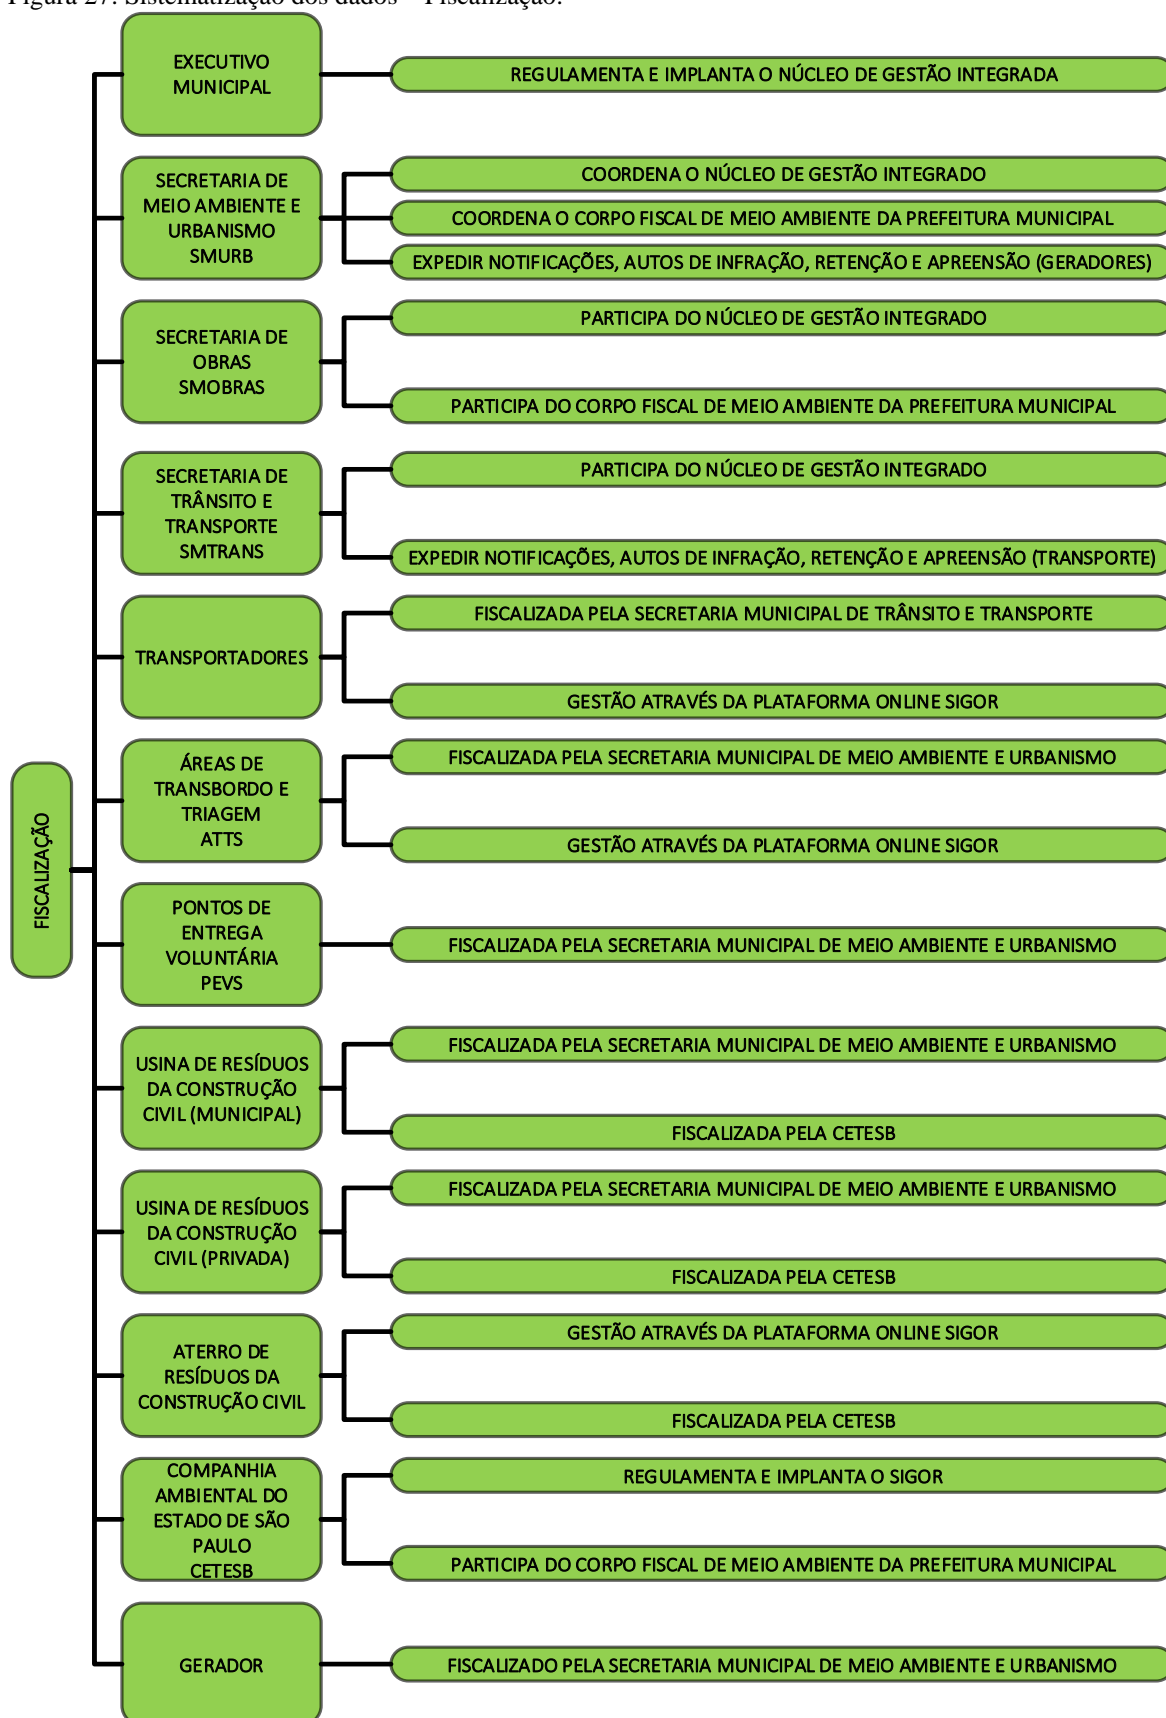 Figura 27. Sistematização dos dados – Fiscalização.
FISCALIZAÇÃO
EXECUTIVO
MUNICIPAL
REGULAMENTA E IMPLANTA O NÚCLEO DE GESTÃO INTEGRADA
SECRETARIA DE
MEIO AMBIENTE E
URBANISMO
SMURB
COORDENA O NÚCLEO DE GESTÃO INTEGRADO
COORDENA O CORPO FISCAL DE MEIO AMBIENTE DA PREFEITURA MUNICIPAL
EXPEDIR NOTIFICAÇÕES, AUTOS DE INFRAÇÃO, RETENÇÃO E APREENSÃO (GERADORES)
SECRETARIA DE
OBRAS
SMOBRAS
PARTICIPA DO NÚCLEO DE GESTÃO INTEGRADO
PARTICIPA DO CORPO FISCAL DE MEIO AMBIENTE DA PREFEITURA MUNICIPAL
SECRETARIA DE
TRÂNSITO E
TRANSPORTE
SMTRANS
PARTICIPA DO NÚCLEO DE GESTÃO INTEGRADO
EXPEDIR NOTIFICAÇÕES, AUTOS DE INFRAÇÃO, RETENÇÃO E APREENSÃO (TRANSPORTE)
TRANSPORTADORES
FISCALIZADA PELA SECRETARIA MUNICIPAL DE TRÂNSITO E TRANSPORTE
GESTÃO ATRAVÉS DA PLATAFORMA ONLINE SIGOR
ÁREAS DE
TRANSBORDO E
TRIAGEM
ATTS
FISCALIZADA PELA SECRETARIA MUNICIPAL DE MEIO AMBIENTE E URBANISMO
GESTÃO ATRAVÉS DA PLATAFORMA ONLINE SIGOR
PONTOS DE
ENTREGA
VOLUNTÁRIA
PEVS
FISCALIZADA PELA SECRETARIA MUNICIPAL DE MEIO AMBIENTE E URBANISMO
USINA DE RESÍDUOS
DA CONSTRUÇÃO
CIVIL (MUNICIPAL)
FISCALIZADA PELA SECRETARIA MUNICIPAL DE MEIO AMBIENTE E URBANISMO
FISCALIZADA PELA CETESB
USINA DE RESÍDUOS
DA CONSTRUÇÃO
CIVIL (PRIVADA)
FISCALIZADA PELA SECRETARIA MUNICIPAL DE MEIO AMBIENTE E URBANISMO
FISCALIZADA PELA CETESB
ATERRO DE
RESÍDUOS DA
CONSTRUÇÃO CIVIL
GESTÃO ATRAVÉS DA PLATAFORMA ONLINE SIGOR
FISCALIZADA PELA CETESB
COMPANHIA
AMBIENTAL DO
ESTADO DE SÃO
PAULO
CETESB
REGULAMENTA E IMPLANTA O SIGOR
PARTICIPA DO CORPO FISCAL DE MEIO AMBIENTE DA PREFEITURA MUNICIPAL
GERADOR
FISCALIZADO PELA SECRETARIA MUNICIPAL DE MEIO AMBIENTE E URBANISMO